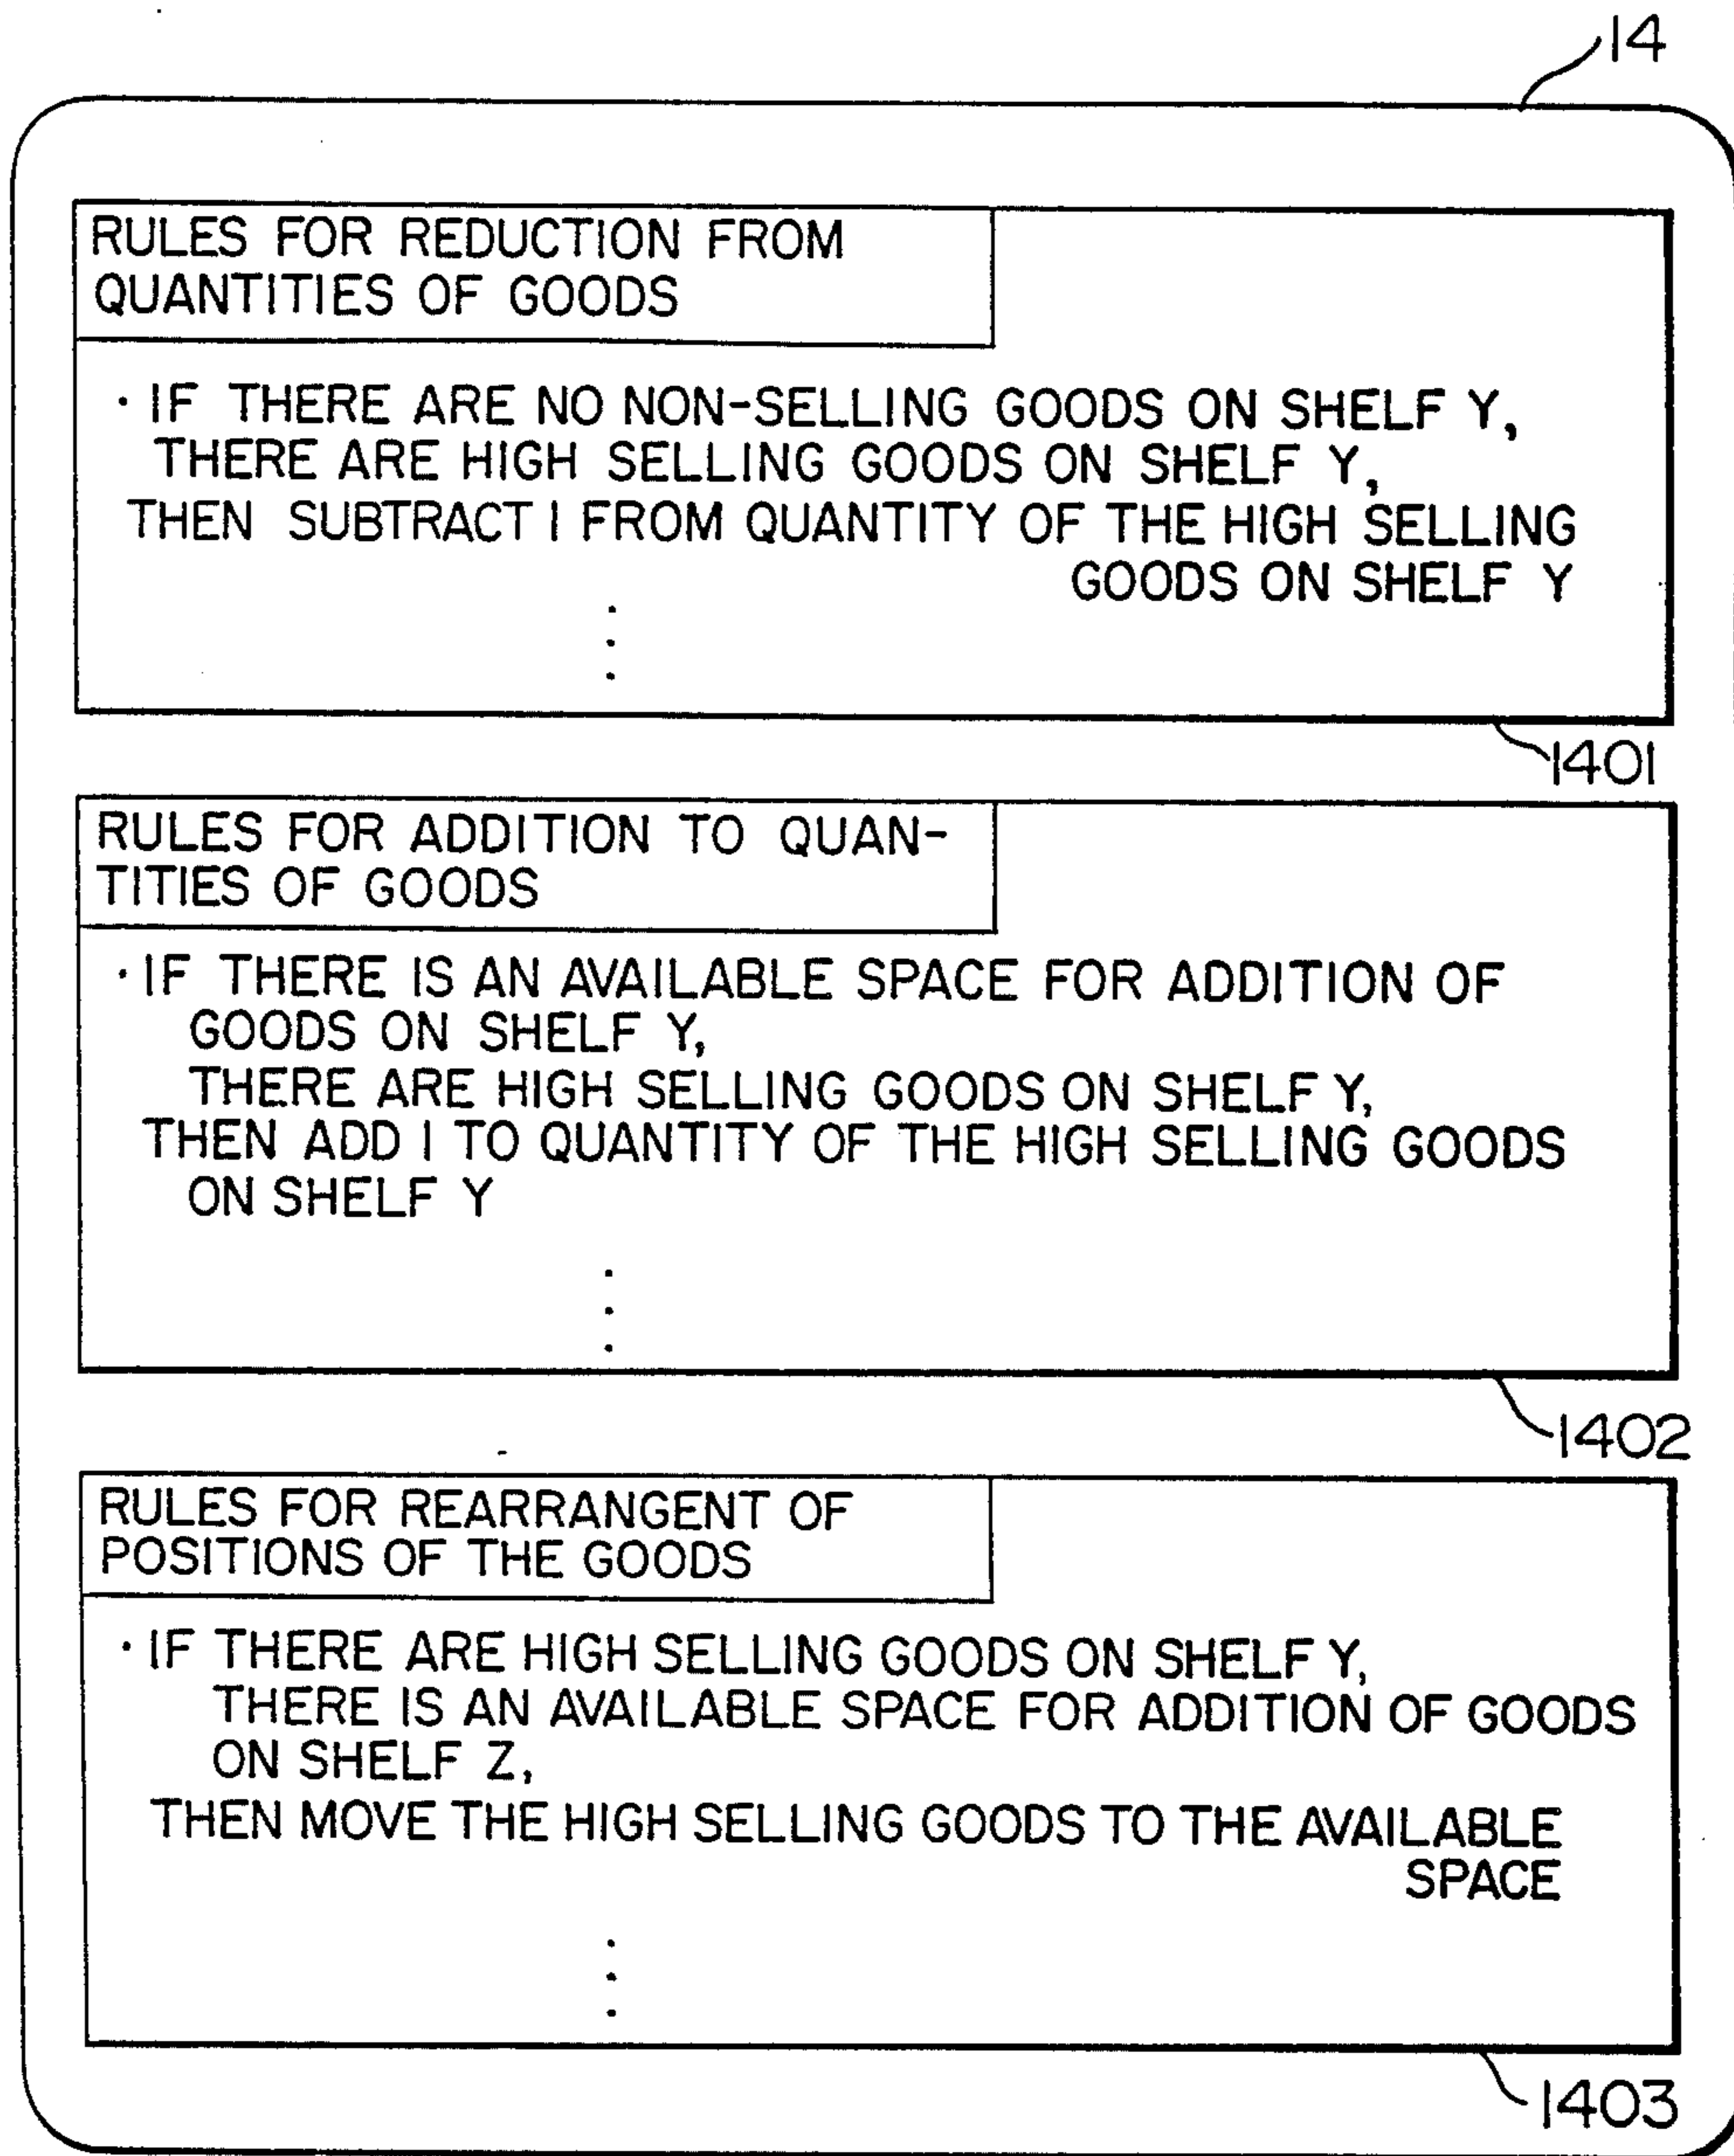 14
RULES FOR REDUCTION FROM
QUANTITIES OF GOODS
· IF THERE ARE NO NON-SELLING GOODS ON SHELF Y,
THERE ARE HIGH SELLING GOODS ON SHELF Y,
THEN SUBTRACT 1 FROM QUANTITY OF THE HIGH SELLING
GOODS ON SHELF Y
1401
RULES FOR ADDITION TO QUAN-
TITIES OF GOODS
· IF THERE IS AN AVAILABLE SPACE FOR ADDITION OF
GOODS ON SHELF Y,
THERE ARE HIGH SELLING GOODS ON SHELF Y,
THEN ADD 1 TO QUANTITY OF THE HIGH SELLING GOODS
ON SHELF Y
1402
RULES FOR REARRANGENT OF
POSITIONS OF THE GOODS
· IF THERE ARE HIGH SELLING GOODS ON SHELF Y,
THERE IS AN AVAILABLE SPACE FOR ADDITION OF GOODS
ON SHELF Z,
THEN MOVE THE HIGH SELLING GOODS TO THE AVAILABLE
SPACE
1403